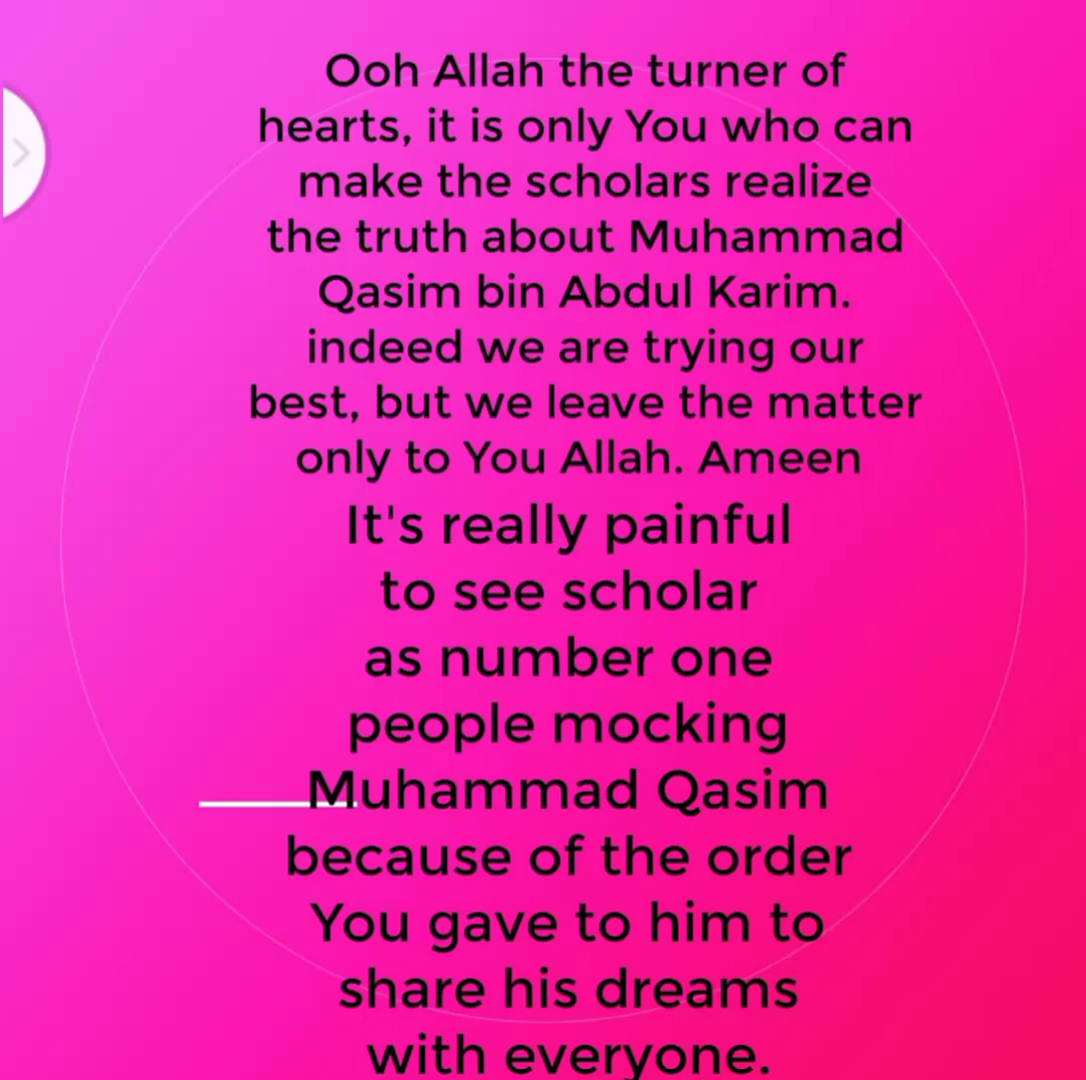 Ooh Allah the turner of
hearts, it is only You who can
make the scholars realize
the truth about Muhammad
Qasim bin Abdul Karim.
indeed we are trying our
best, but we leave the matter
only to You Allah. Ameen
It's really painful
to see scholar
as number one
people mocking
Muhammad Qasim
because of the order
You gave to him to
share his dreams
with everyone.